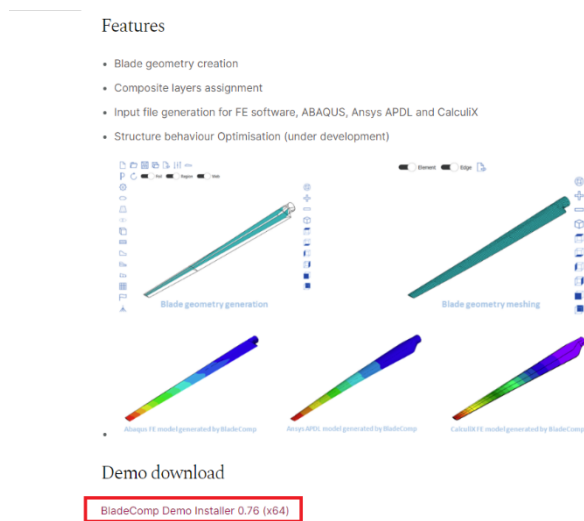 Features
Blade geometry creation
Composite layers assignment
Input file generation for FE software, ABAQUS, Ansys APDL and CalculiX
Structure behaviour Optimisation (under development)
Region
Web
Element
Edge
Blade geometry generation
Blade geometry meshing
Abaqus FE model generated by BladeComp
Ansys APDL model generated by BladeComp
CalculiX FE model generated by BladeComp
Demo download
BladeComp Demo Installer 0.76 (x64)